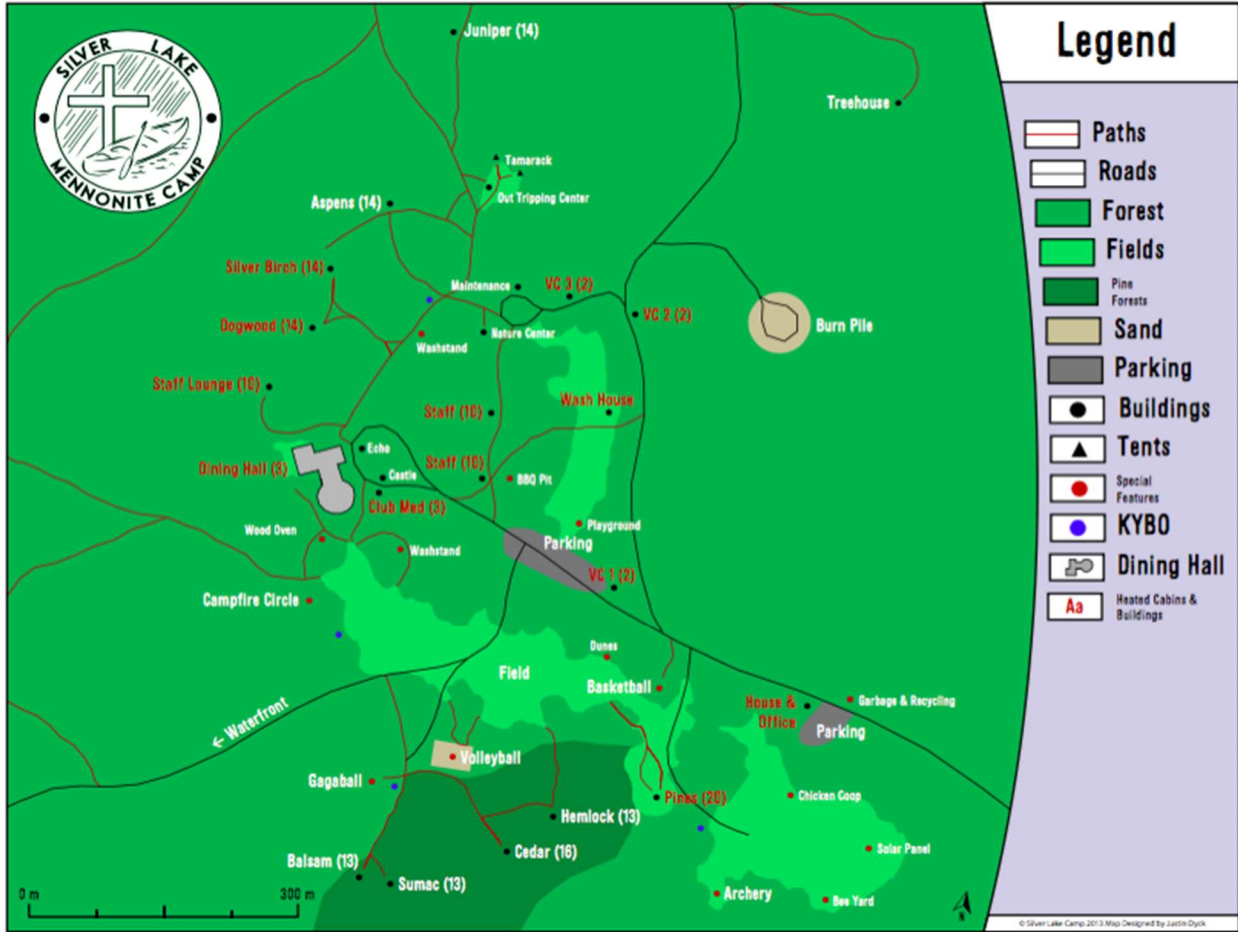 SILVER LAKE
MENNONITE CAMP
Juniper (14)
Treehouse
Tamarack
Out Tripping Center
Aspens (14)
Silver Birch (14)
Maintenance
VC 3 (2)
VC 2 (2)
Burn Pile
Dogwood (14)
Washstand
Nature Center
Staff Lounge (10)
Staff (10)
Wash House
Echo
Dining Hall (3)
Castle
Staff (10)
BBQ Pit
Club Med (3)
Wood Oven
Washstand
Playground
Parking
VC 1 (2)
Campfire Circle
Dunes
Field
Basketball
House &
Office
Garbage & Recycling
Parking
← Waterfront
Volleyball
Gagaball
Pines (20)
Chicken Coop
Hemlock (13)
Cedar (16)
Solar Panel
Balsam (13)
Sumac (13)
Archery
Bee Yard
0 m
300 m
N
Legend
Paths
Roads
Forest
Fields
Pine
Forests
Sand
Parking
Buildings
Tents
Special
Features
KYBO
Dining Hall
Aa
Heated Cabins &
Buildings
© Silver Lake Camp 2013 Map Designed by Justin Dyck